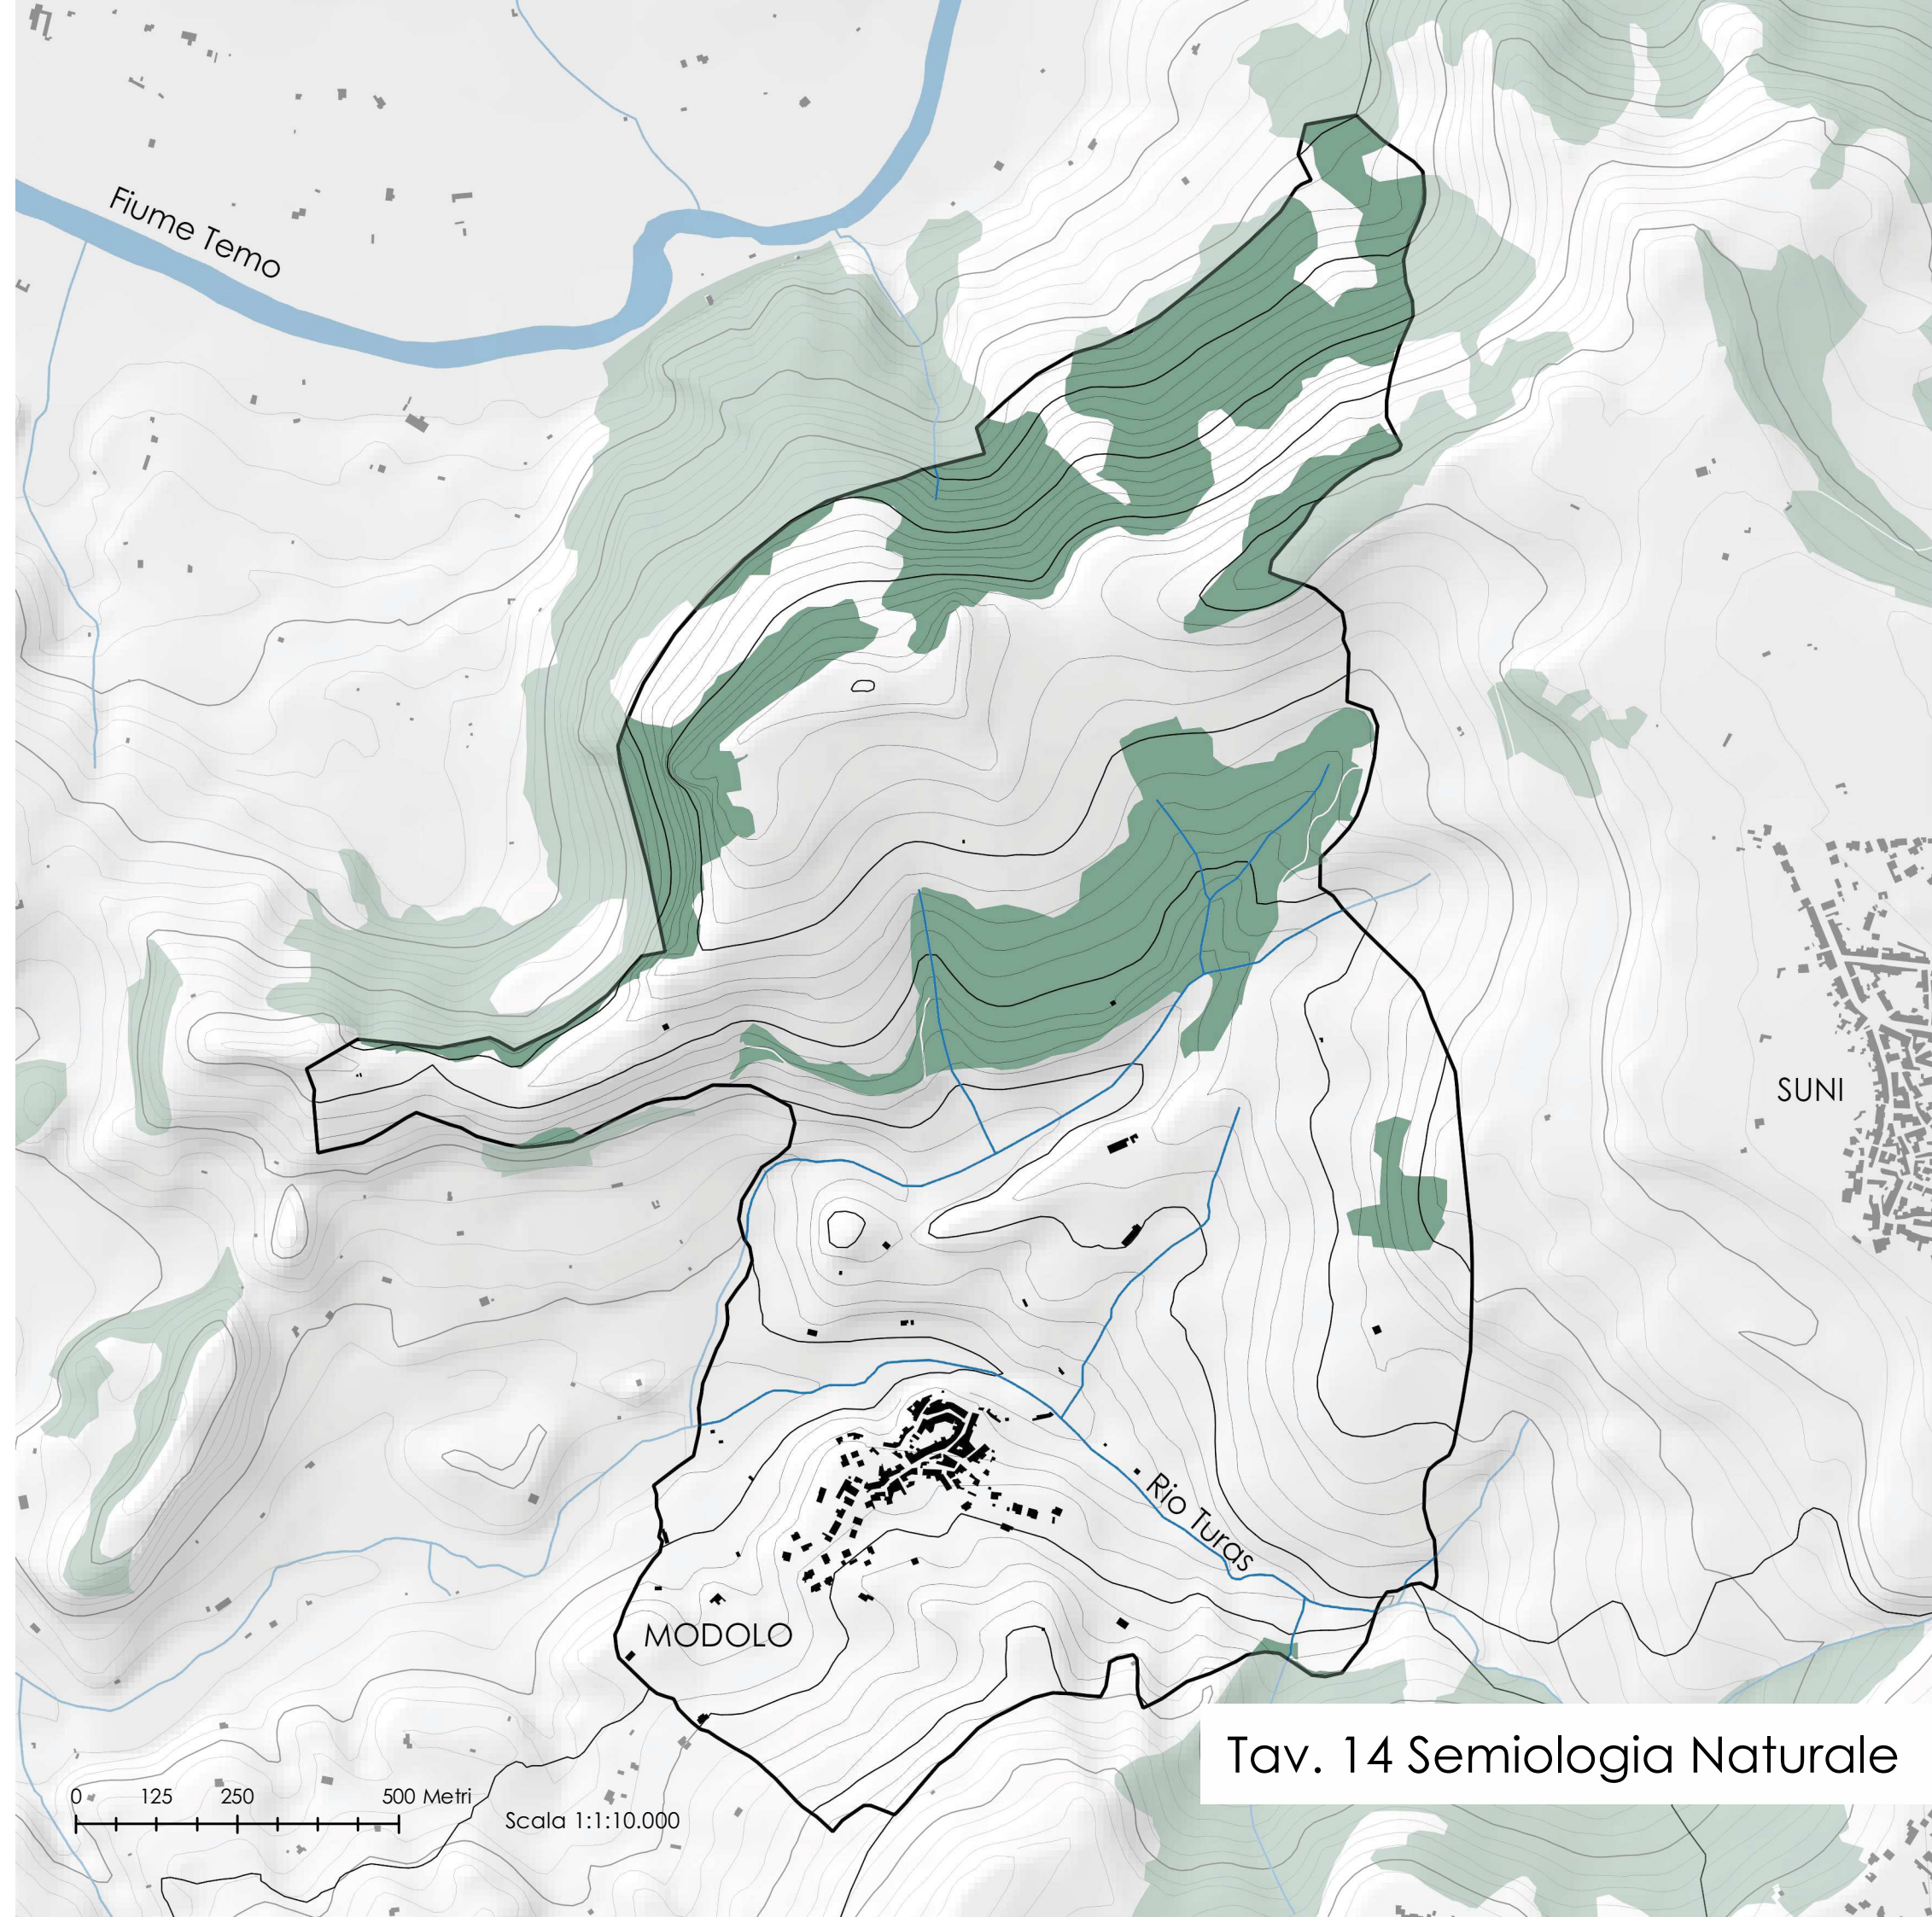 Fiume Temo
SUNI
Rio Turas
MODOLO
Tav. 14 Semiologia Naturale
0 125 250 500 Metri
Scala 1:1:10.000